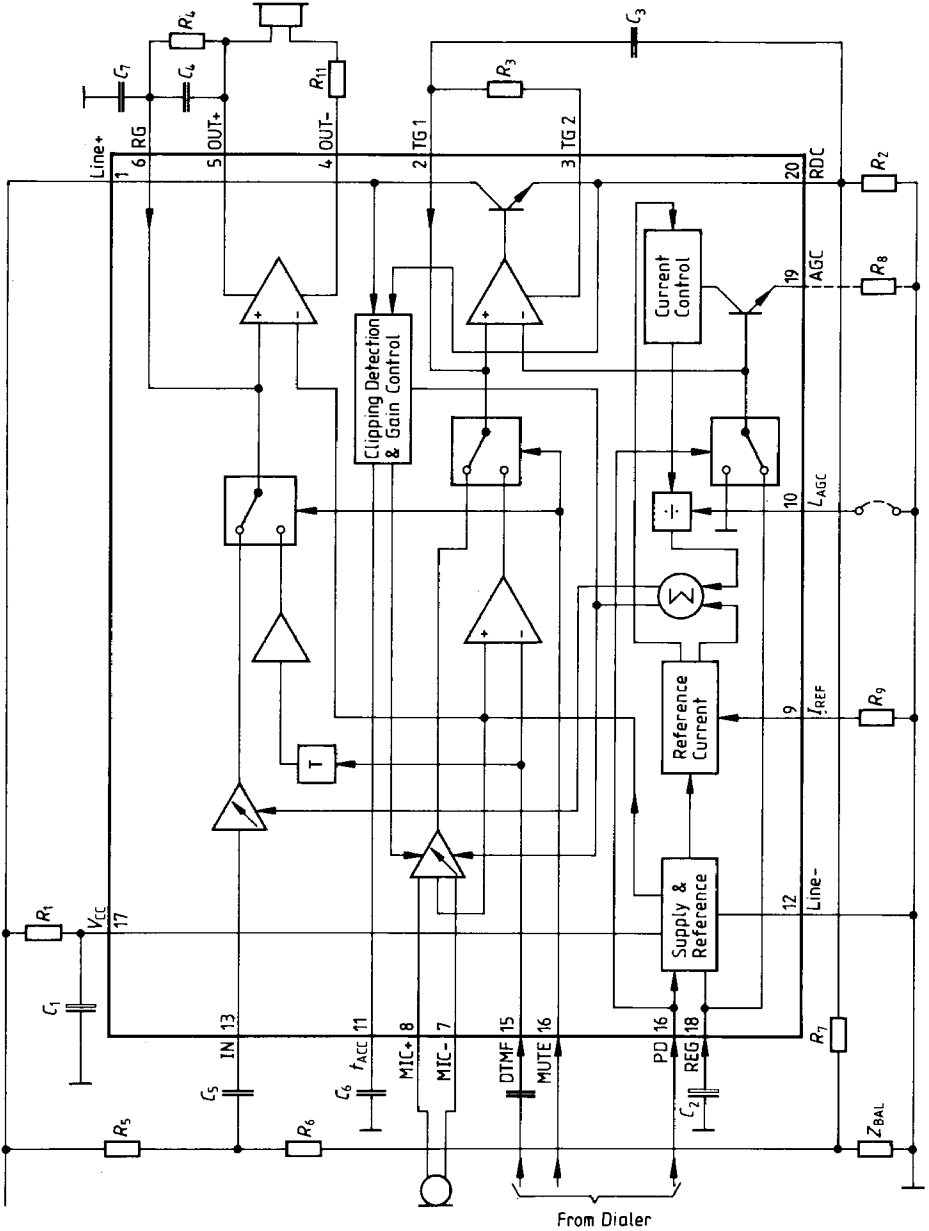 C₃
R₄
C₇
C₄
R₁₁
R₃
6 RG
5 OUT+
4 OUT-
2 TG 1
3 TG 2
Line+
1
20
RDC
R₂
+
-
+
-
Clipping Detection
& Gain Control
Current
Control
19
AGC
R₈
÷
10
LAGC
Σ
+
-
T
Reference
Current
9
IREF
R₉
R₁
VCC
17
Supply &
Reference
12
Line-
C₁
IN 13
tACC 11
MIC+ 8
MIC- 7
DTMF 15
MUTE 16
PD 16
REG 18
R₇
C₅
C₆
C₂
R₅
R₆
ZBAL
From Dialer